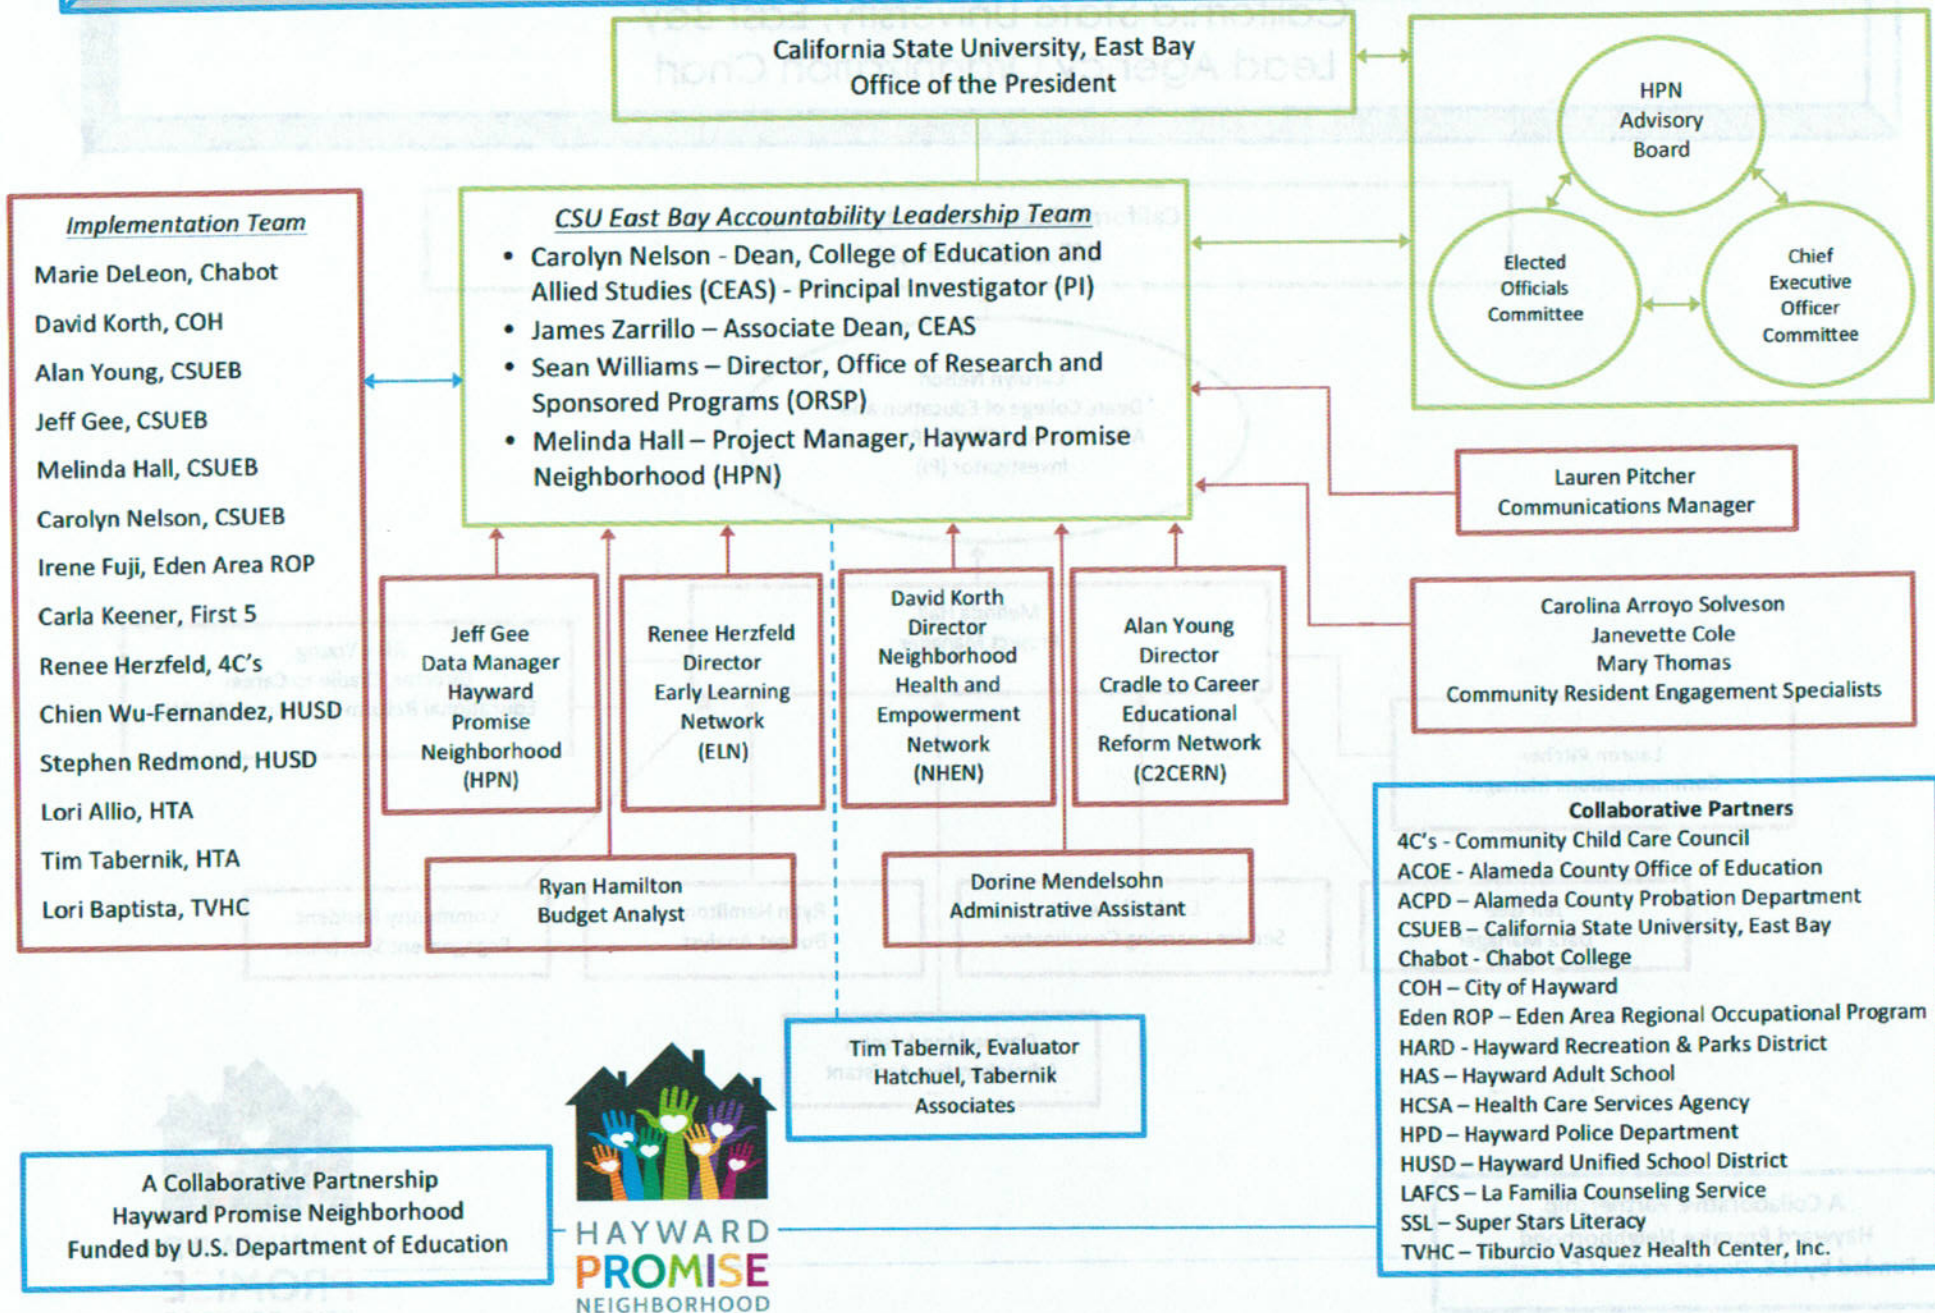 California State University, East Bay
Office of the President
HPN
Advisory
Board
Elected
Officials
Committee
Chief
Executive
Officer
Committee
Implementation Team
Marie DeLeon, Chabot
David Korth, COH
Alan Young, CSUEB
Jeff Gee, CSUEB
Melinda Hall, CSUEB
Carolyn Nelson, CSUEB
Irene Fuji, Eden Area ROP
Carla Keener, First 5
Renee Herzfeld, 4C's
Chien Wu-Fernandez, HUSD
Stephen Redmond, HUSD
Lori Allio, HTA
Tim Tabernik, HTA
Lori Baptista, TVHC
CSU East Bay Accountability Leadership Team
• Carolyn Nelson - Dean, College of Education and
Allied Studies (CEAS) - Principal Investigator (PI)
• James Zarrillo – Associate Dean, CEAS
• Sean Williams – Director, Office of Research and
Sponsored Programs (ORSP)
• Melinda Hall – Project Manager, Hayward Promise
Neighborhood (HPN)
Lauren Pitcher
Communications Manager
Carolina Arroyo Solveson
Janevette Cole
Mary Thomas
Community Resident Engagement Specialists
Jeff Gee
Data Manager
Hayward
Promise
Neighborhood
(HPN)
Renee Herzfeld
Director
Early Learning
Network
(ELN)
David Korth
Director
Neighborhood
Health and
Empowerment
Network
(NHEN)
Alan Young
Director
Cradle to Career
Educational
Reform Network
(C2CERN)
Ryan Hamilton
Budget Analyst
Dorine Mendelsohn
Administrative Assistant
Collaborative Partners
4C's - Community Child Care Council
ACOE - Alameda County Office of Education
ACPD – Alameda County Probation Department
CSUEB – California State University, East Bay
Chabot - Chabot College
COH – City of Hayward
Eden ROP – Eden Area Regional Occupational Program
HARD - Hayward Recreation & Parks District
HAS – Hayward Adult School
HCSA – Health Care Services Agency
HPD – Hayward Police Department
HUSD – Hayward Unified School District
LAFCS – La Familia Counseling Service
SSL – Super Stars Literacy
TVHC – Tiburcio Vasquez Health Center, Inc.
Tim Tabernik, Evaluator
Hatchuel, Tabernik
Associates
A Collaborative Partnership
Hayward Promise Neighborhood
Funded by U.S. Department of Education
HAYWARD
PROMISE
NEIGHBORHOOD